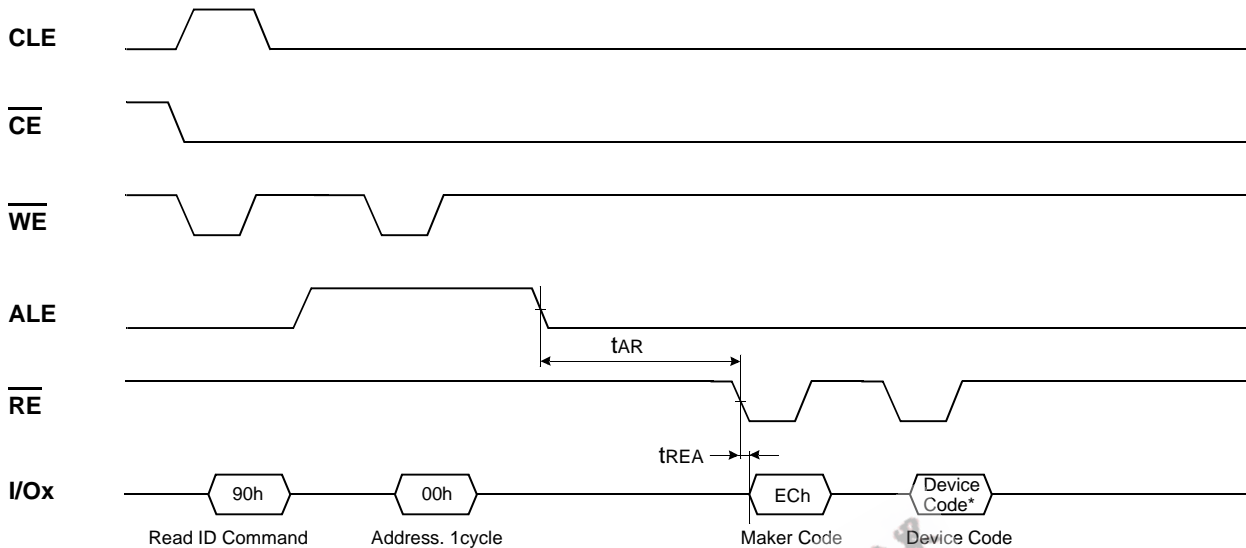 CLE
CE
WE
ALE
tAR
RE
tREA
I/Ox
90h
00h
ECh
Device
Code*
Read ID Command
Address. 1cycle
Maker Code
Device Code